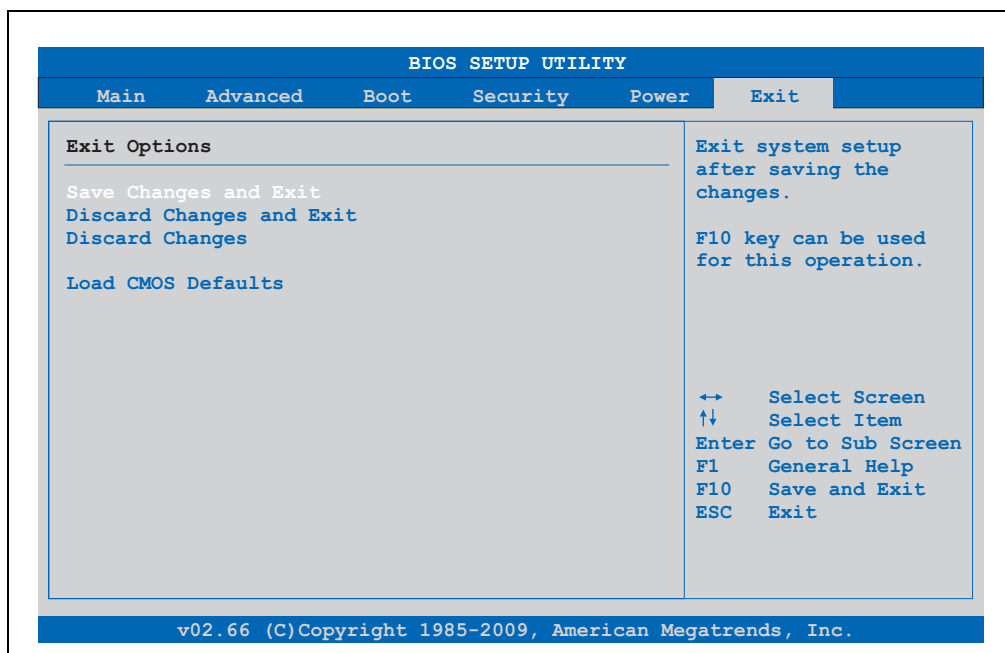 BIOS SETUP UTILITY
Main Advanced Boot Security Power Exit
Exit Options
Save Changes and Exit
Discard Changes and Exit
Discard Changes
Load CMOS Defaults
Exit system setup
after saving the
changes.
F10 key can be used
for this operation.
↔ Select Screen
↑↓ Select Item
Enter Go to Sub Screen
F1 General Help
F10 Save and Exit
ESC Exit
v02.66 (C)Copyright 1985-2009, American Megatrends, Inc.